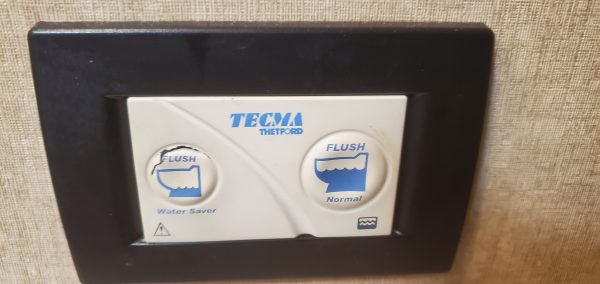 TECMA
THETFORD
FLUSH
Water Saver
FLUSH
Normal